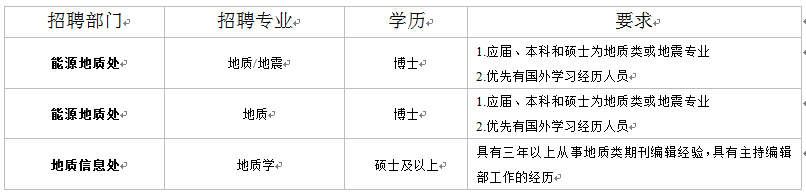 招聘部门 招聘专业 学历 要求
能源地质处 地质/地震 博士 1.应届、本科和硕士为地质类或地震专业
2.优先有国外学习经历人员
能源地质处 地质 博士 1.应届、本科和硕士为地质类或地震专业
2.优先有国外学习经历人员
地质信息处 地质学 硕士及以上 具有三年以上从事地质类期刊编辑经验，具有主持编辑
部工作的经历